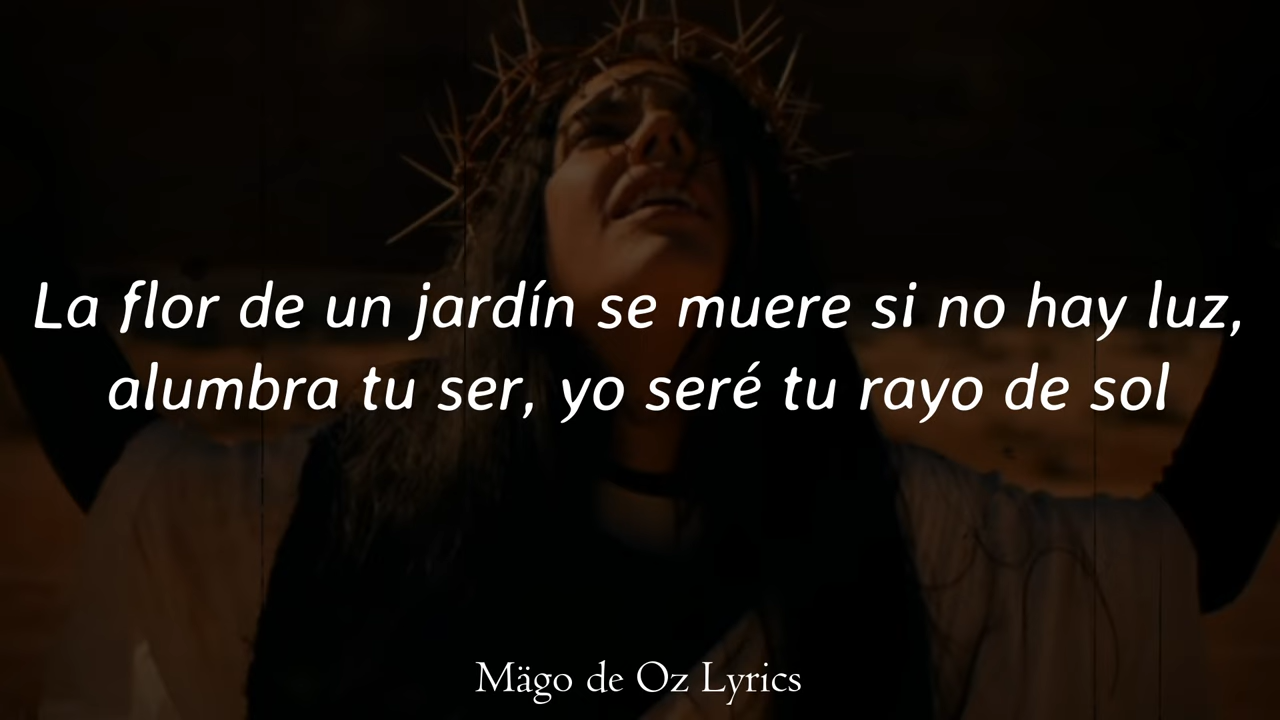 La flor de un jardín se muere si no hay luz,
alumbra tu ser, yo seré tu rayo de sol
Mägo de Oz Lyrics